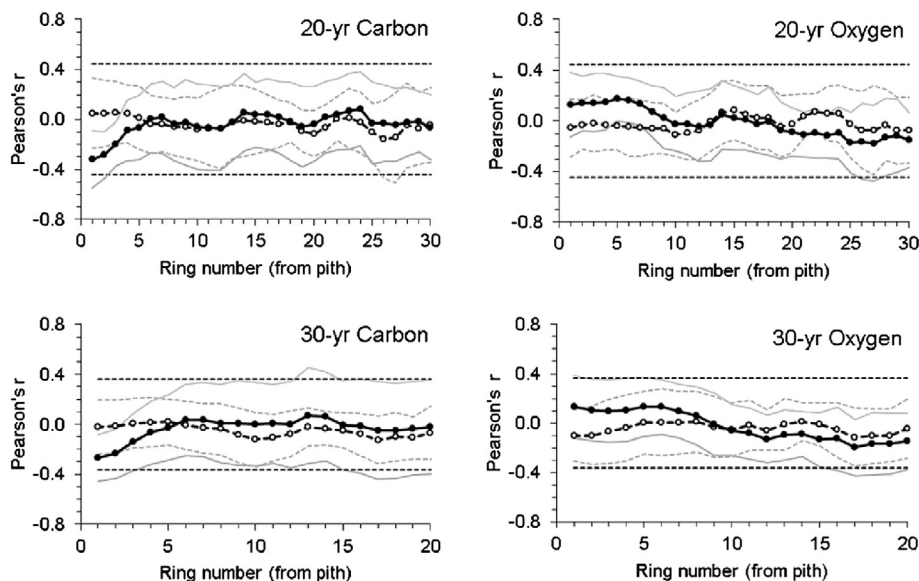 20-yr Carbon
0.8
0.4
0.0
-0.4
-0.8
Pearson's r
0 5 10 15 20 25 30
Ring number (from pith)
20-yr Oxygen
0.8
0.4
0.0
-0.4
-0.8
Pearson's r
0 5 10 15 20 25 30
Ring number (from pith)
30-yr Carbon
0.8
0.4
0.0
-0.4
-0.8
Pearson's r
0 5 10 15 20
Ring number (from pith)
30-yr Oxygen
0.8
0.4
0.0
-0.4
-0.8
Pearson's r
0 5 10 15 20
Ring number (from pith)